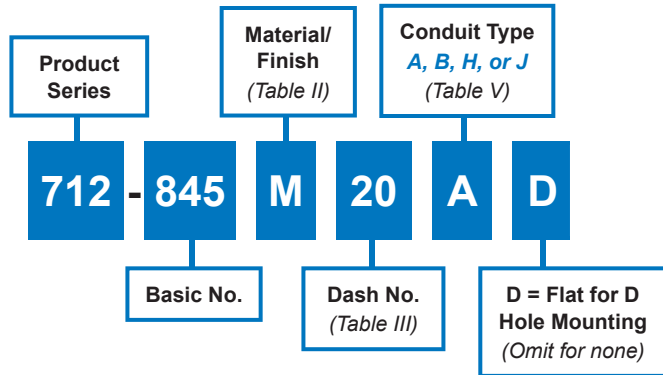 Product
Series
Material/
Finish
(Table II)
Conduit Type
A, B, H, or J
(Table V)
712 - 845 M 20 A D
Basic No.
Dash No.
(Table III)
D = Flat for D
Hole Mounting
(Omit for none)